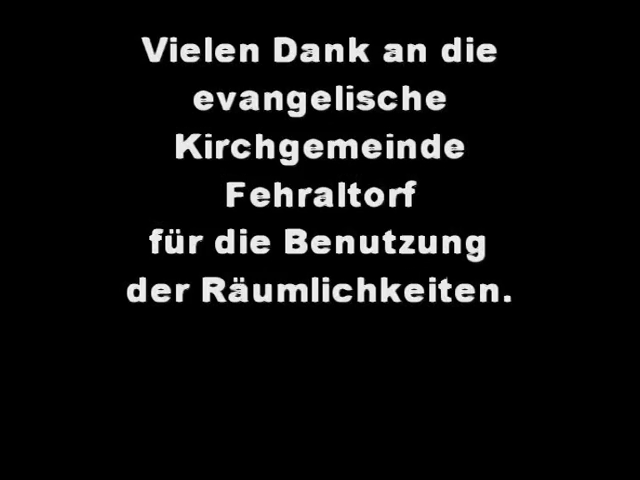 Vielen Dank an die
evangelische
Kirchgemeinde
Fehraltorf
für die Benutzung
der Räumlichkeiten.